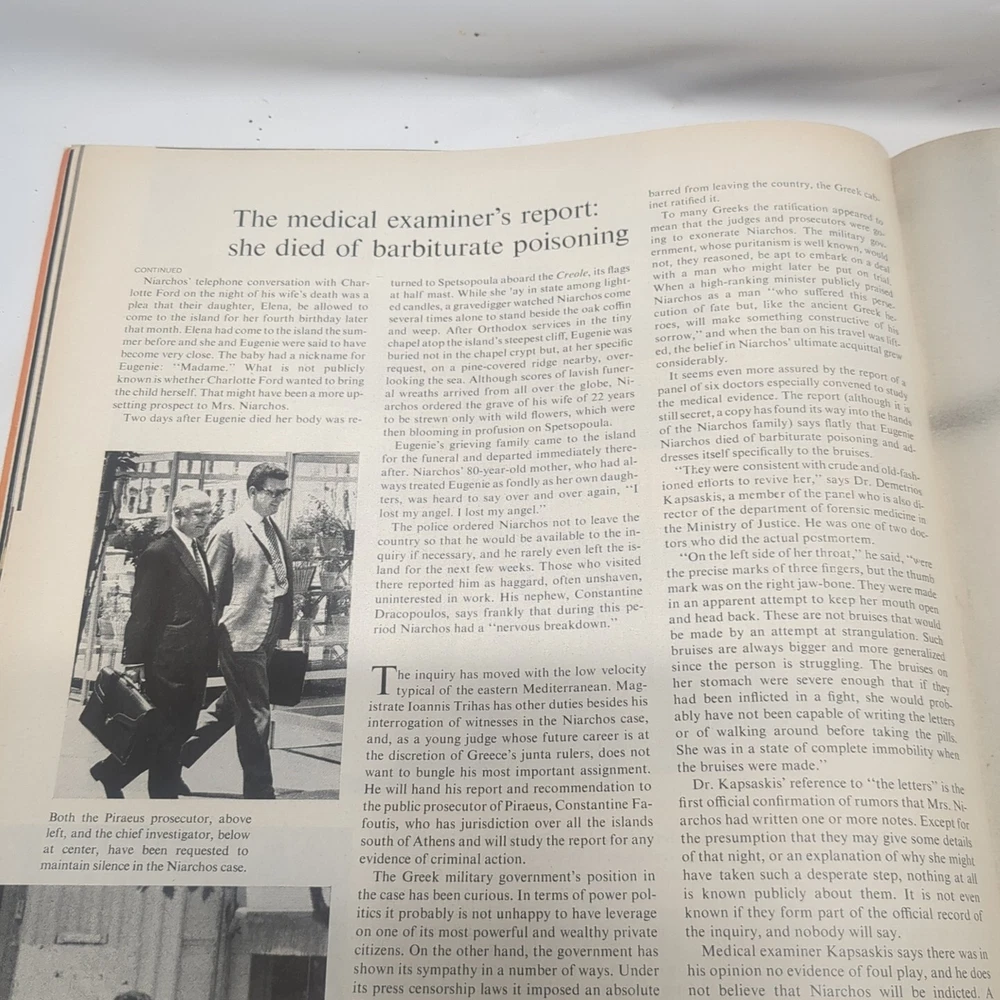 The medical examiner's report:
she died of barbiturate poisoning
CONTINUED
Niarchos' telephone conversation with Char-
lotte Ford on the night of his wife's death was a
plea that their daughter, Elena, be allowed to
come to the island for her fourth birthday later
that month. Elena had come to the island the sum-
mer before and she and Eugenie were said to have
become very close. The baby had a nickname for
Eugenie: "Madame." What is not publicly
known is whether Charlotte Ford wanted to bring
the child herself. That might have been a more up-
setting prospect to Mrs. Niarchos.
Two days after Eugenie died her body was re-
Both the Piraeus prosecutor, above
left, and the chief investigator, below
at center, have been requested to
maintain silence in the Niarchos case.
turned to Spetsopoula aboard the Creole, its flags
at half mast. While she 'ay in state among light-
ed candles, a gravedigger watched Niarchos come
several times alone to stand beside the oak coffin
and weep. After Orthodox services in the tiny
chapel atop the island's steepest cliff, Eugenie was
buried not in the chapel crypt but, at her specific
request, on a pine-covered ridge nearby, over-
looking the sea. Although scores of lavish funer-
al wreaths arrived from all over the globe, Ni-
archos ordered the grave of his wife of 22 years
to be strewn only with wild flowers, which were
then blooming in profusion on Spetsopoula.
Eugenie's grieving family came to the island
for the funeral and departed immediately there-
after. Niarchos' 80-year-old mother, who had al-
ways treated Eugenie as fondly as her own daugh-
ters, was heard to say over and over again, "I
lost my angel. I lost my angel."
The police ordered Niarchos not to leave the
country so that he would be available to the in-
quiry if necessary, and he rarely even left the is-
land for the next few weeks. Those who visited
there reported him as haggard, often unshaven,
uninterested in work. His nephew, Constantine
Dracopoulos, says frankly that during this pe-
riod Niarchos had a "nervous breakdown."
The inquiry has moved with the low velocity
typical of the eastern Mediterranean. Mag-
istrate Ioannis Trihas has other duties besides his
interrogation of witnesses in the Niarchos case,
and, as a young judge whose future career is at
the discretion of Greece's junta rulers, does not
want to bungle his most important assignment.
He will hand his report and recommendation to
the public prosecutor of Piraeus, Constantine Fa-
foutis, who has jurisdiction over all the islands
south of Athens and will study the report for any
evidence of criminal action.
The Greek military government's position in
the case has been curious. In terms of power pol-
itics it probably is not unhappy to have leverage
on one of its most powerful and wealthy private
citizens. On the other hand, the government has
shown its sympathy in a number of ways. Under
its press censorship laws it imposed an absolute
barred from leaving the country, the Greek cab-
inet ratified it.
To many Greeks the ratification appeared to
mean that the judges and prosecutors were go-
ing to exonerate Niarchos. The military gov-
ernment, whose puritanism is well known, would
not, they reasoned, be apt to embark on a deal
with a man who might later be put on trial.
When a high-ranking minister publicly praised
Niarchos as a man "who suffered this perse-
cution of fate but, like the ancient Greek he-
roes, will make something constructive of his
sorrow," and when the ban on his travel was lift-
ed, the belief in Niarchos' ultimate acquittal grew
considerably.
It seems even more assured by the report of a
panel of six doctors especially convened to study
the medical evidence. The report (although it is
still secret, a copy has found its way into the hands
of the Niarchos family) says flatly that Eugenie
Niarchos died of barbiturate poisoning and ad-
dresses itself specifically to the bruises.
"They were consistent with crude and old-fash-
ioned efforts to revive her," says Dr. Demetrios
Kapsaskis, a member of the panel who is also di-
rector of the department of forensic medicine in
the Ministry of Justice. He was one of two doc-
tors who did the actual postmortem.
"On the left side of her throat," he said, "were
the precise marks of three fingers, but the thumb
mark was on the right jaw-bone. They were made
in an apparent attempt to keep her mouth open
and head back. These are not bruises that would
be made by an attempt at strangulation. Such
bruises are always bigger and more generalized
since the person is struggling. The bruises on
her stomach were severe enough that if they
had been inflicted in a fight, she would prob-
ably have not been capable of writing the letters
or of walking around before taking the pills.
She was in a state of complete immobility when
the bruises were made."
Dr. Kapsaskis' reference to "the letters" is the
first official confirmation of rumors that Mrs. Ni-
archos had written one or more notes. Except for
the presumption that they may give some details
of that night, or an explanation of why she might
have taken such a desperate step, nothing at all
is known publicly about them. It is not even
known if they form part of the official record of
the inquiry, and nobody will say.
Medical examiner Kapsaskis says there was in
his opinion no evidence of foul play, and he does
not believe that Niarchos will be indicted. A